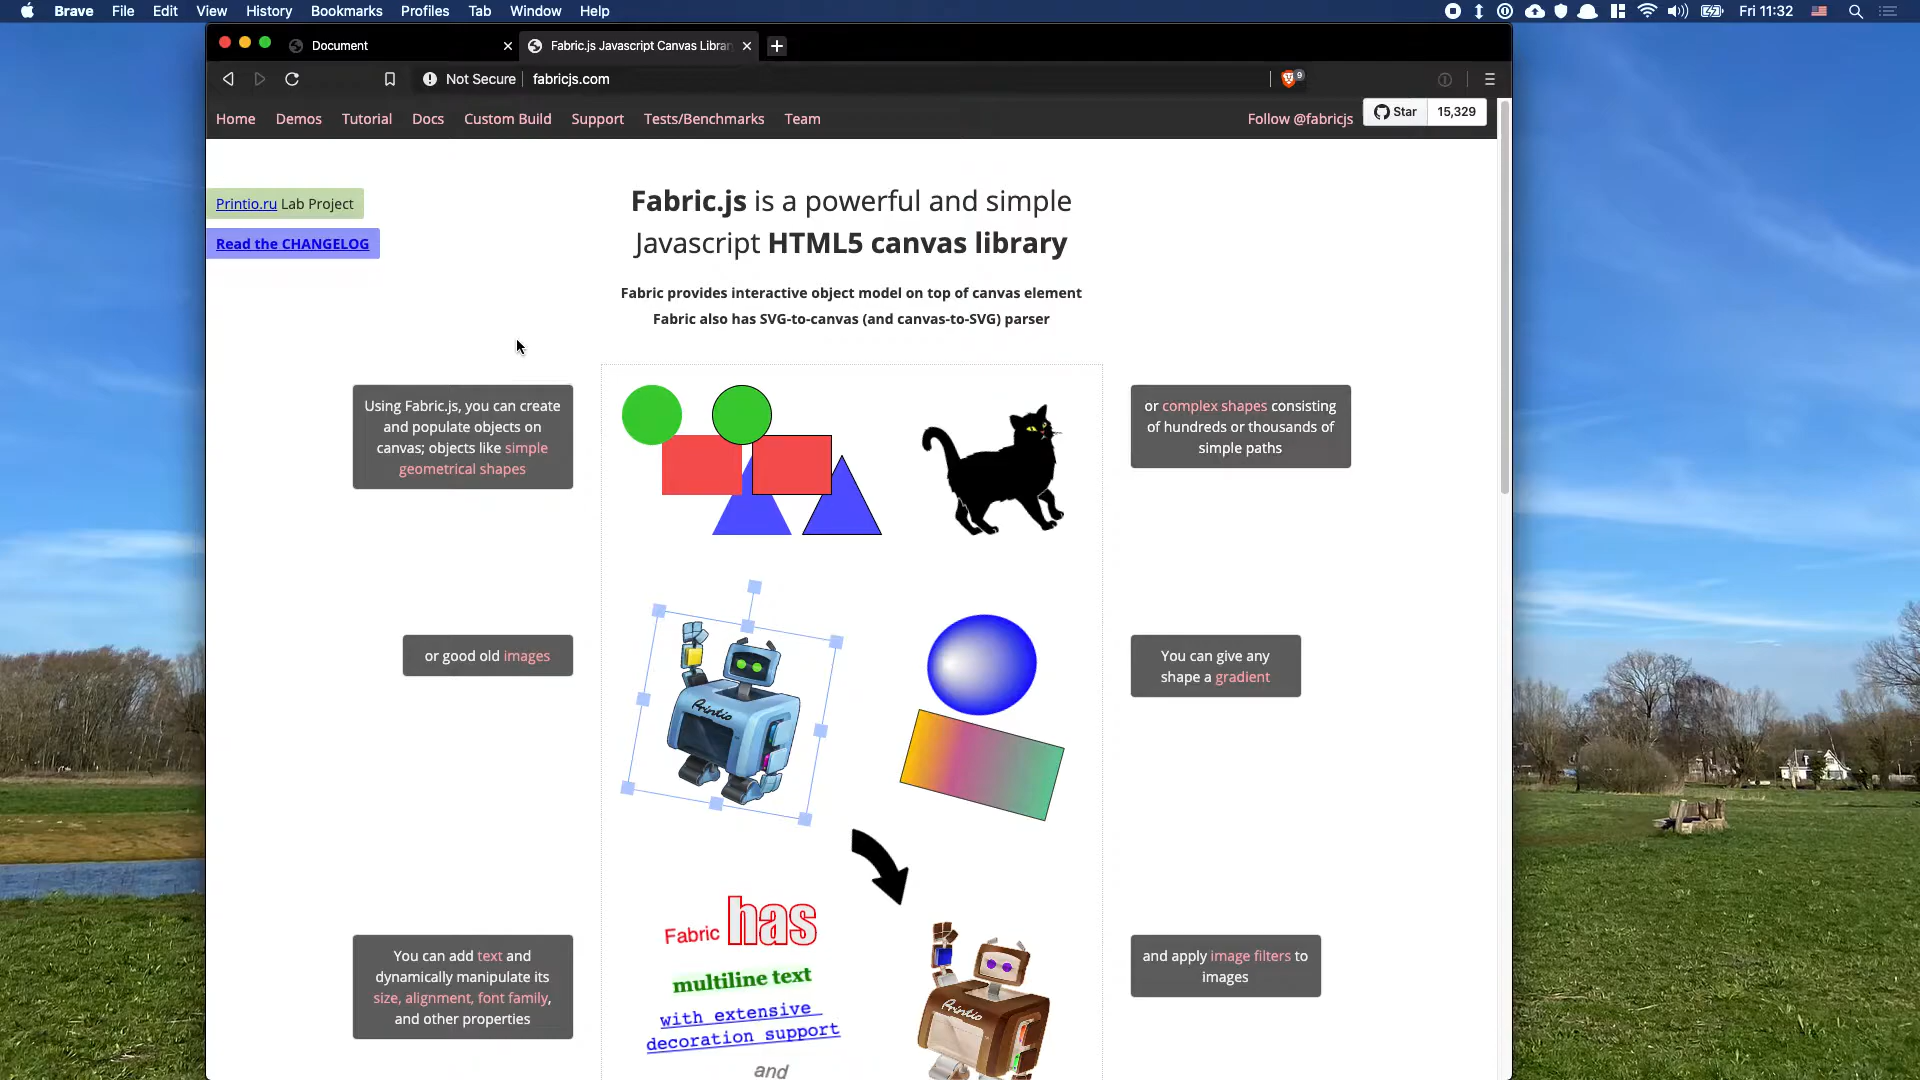 Brave File Edit View History Bookmarks Profiles Tab Window Help Fri 11:32
Document
Fabric.js Javascript Canvas Librar
Not Secure fabricjs.com 9
Home Demos Tutorial Docs Custom Build Support Tests/Benchmarks Team Follow @fabricjs Star 15,329
Printio.ru Lab Project
Read the CHANGELOG
Fabric.js is a powerful and simple
Javascript HTML5 canvas library
Fabric provides interactive object model on top of canvas element
Fabric also has SVG-to-canvas (and canvas-to-SVG) parser
Using Fabric.js, you can create
and populate objects on
canvas; objects like simple
geometrical shapes
or complex shapes consisting
of hundreds or thousands of
simple paths
or good old images
Printio
You can give any
shape a gradient
You can add text and
dynamically manipulate its
size, alignment, font family,
and other properties
Fabric has
multiline text
with extensive
decoration support
and
Printio
and apply image filters to
images